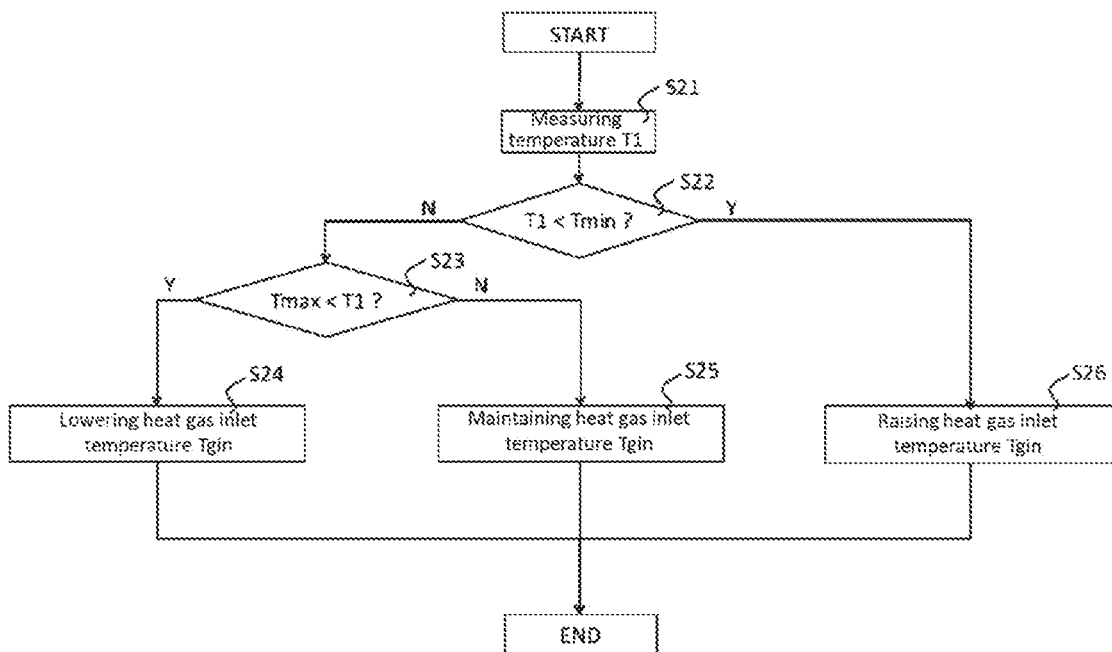 START
S21
Measuring
temperature T1
S22
N
T1 < Tmin ?
Y
S23
Y
Tmax < T1 ?
N
S24
S25
S26
Lowering heat gas inlet
temperature Tgin
Maintaining heat gas inlet
temperature Tgin
Raising heat gas inlet
temperature Tgin
END